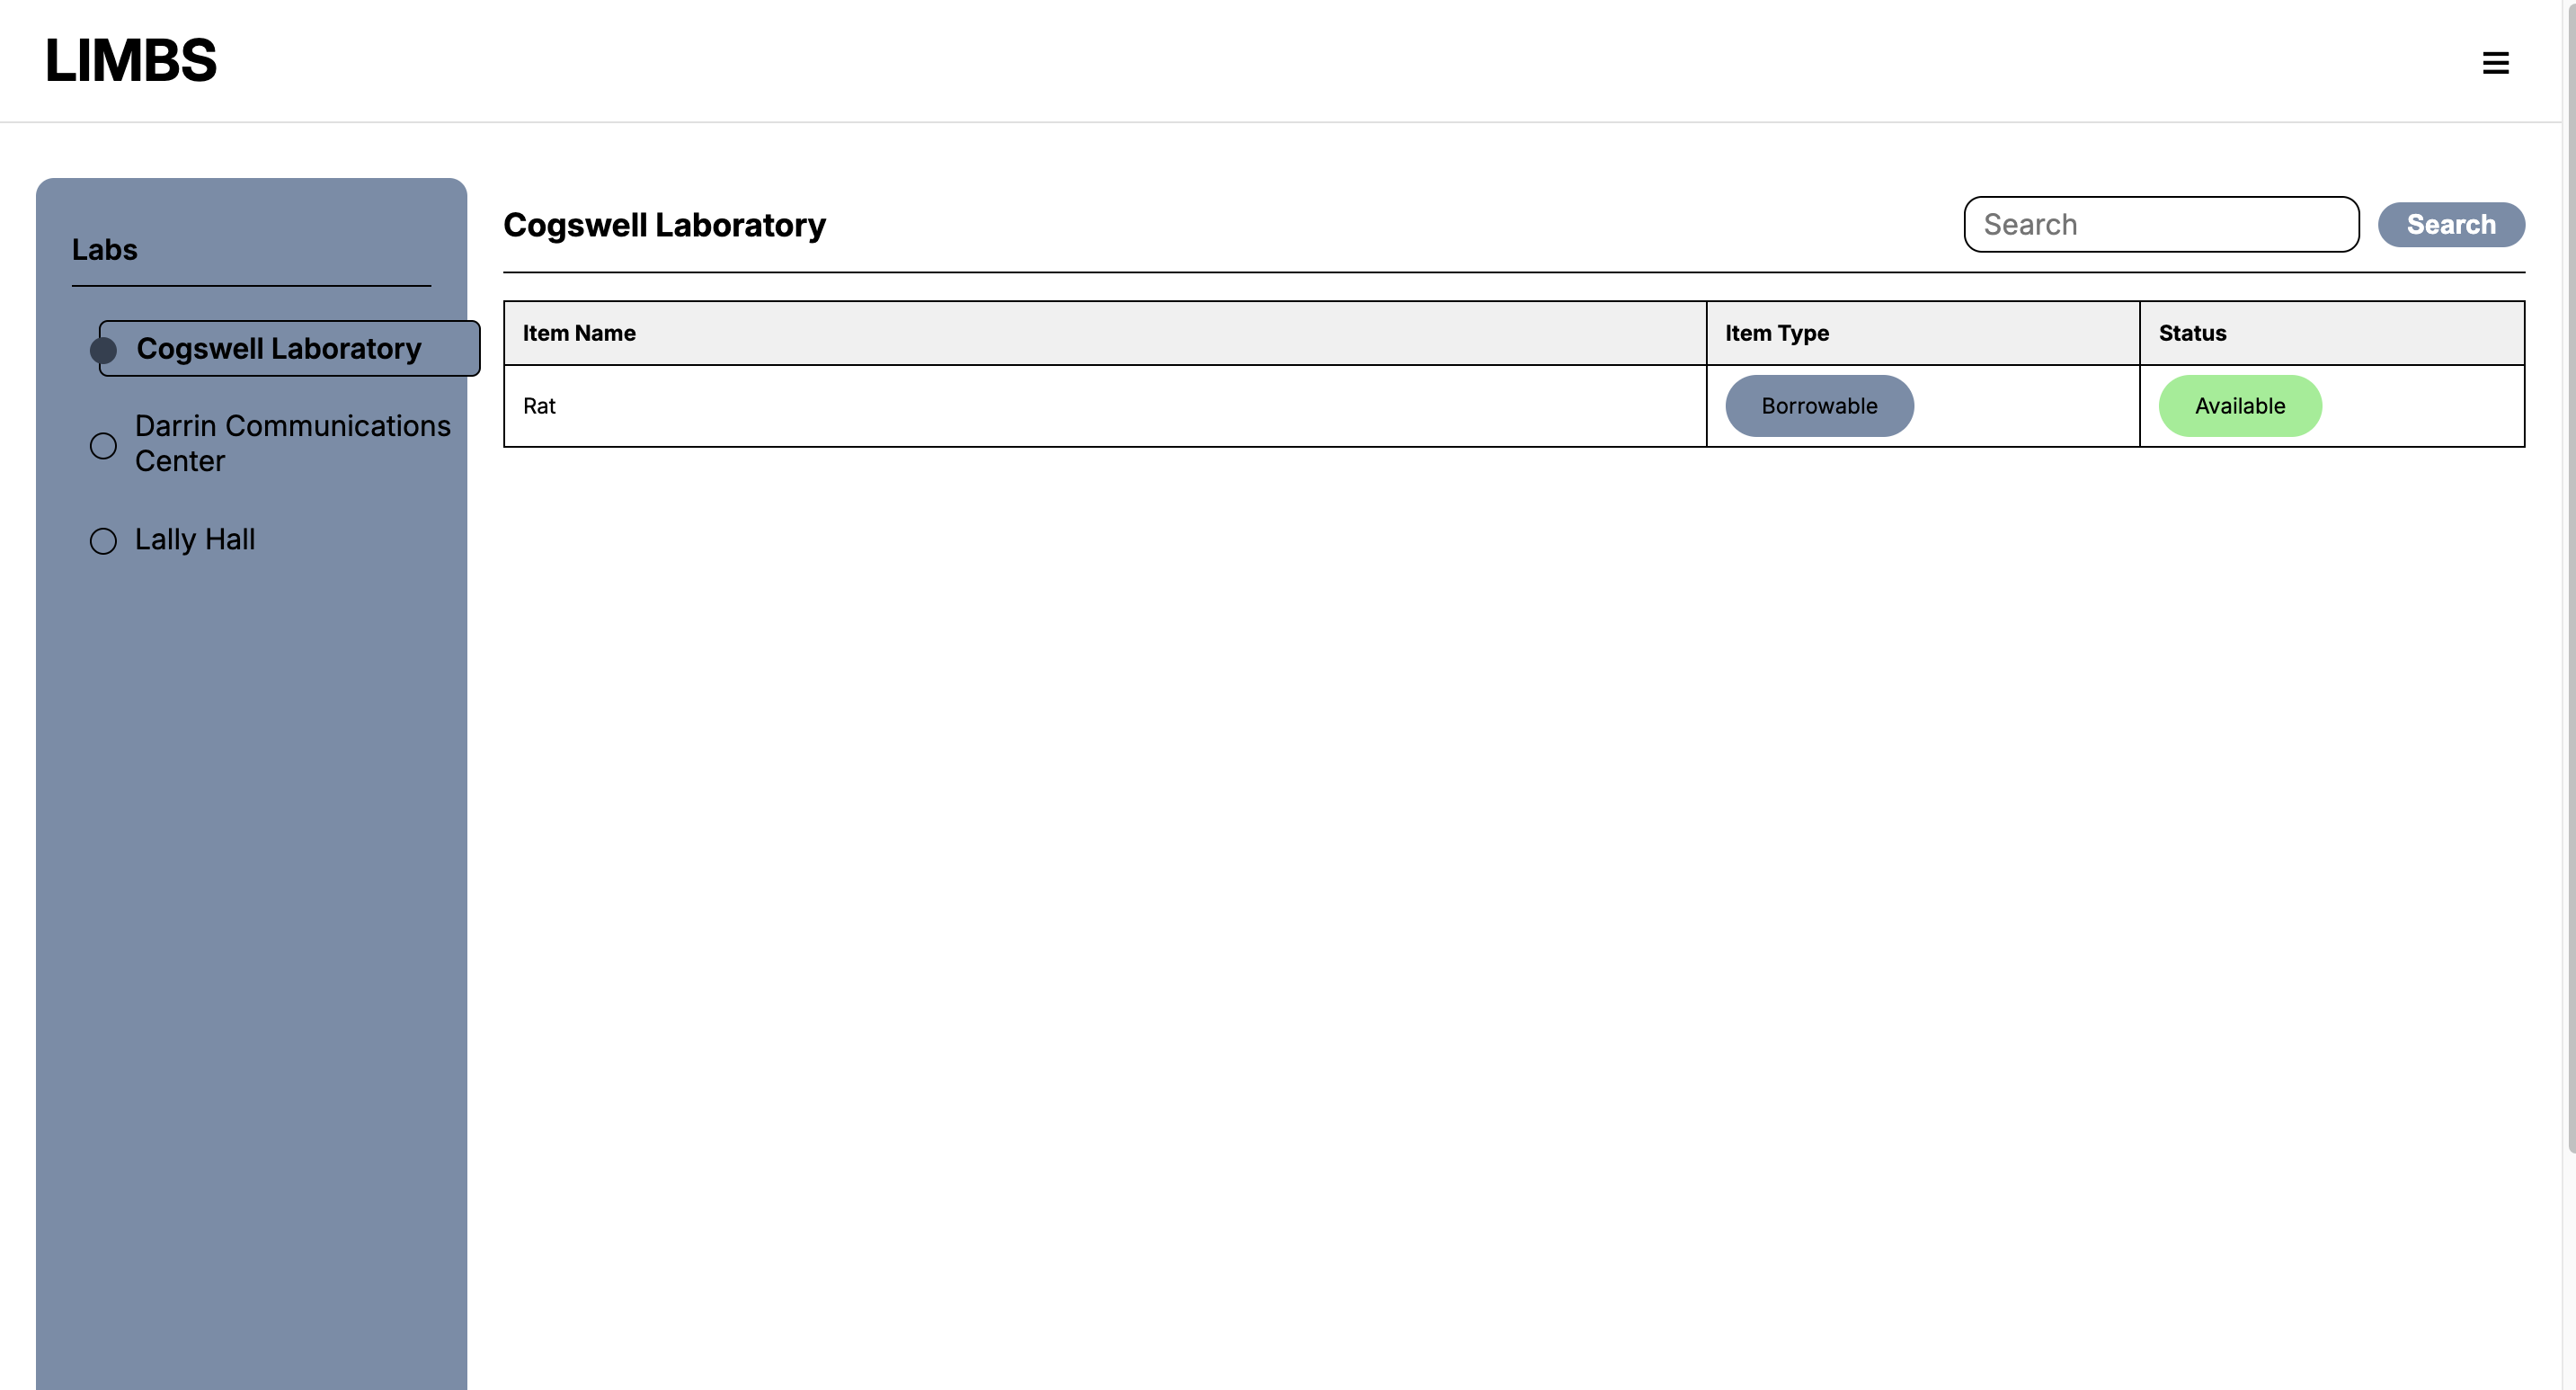 LIMBS
Labs
Cogswell Laboratory
Darrin Communications
Center
Lally Hall
Cogswell Laboratory
Search
Search
Item Name
Item Type
Status
Rat
Borrowable
Available